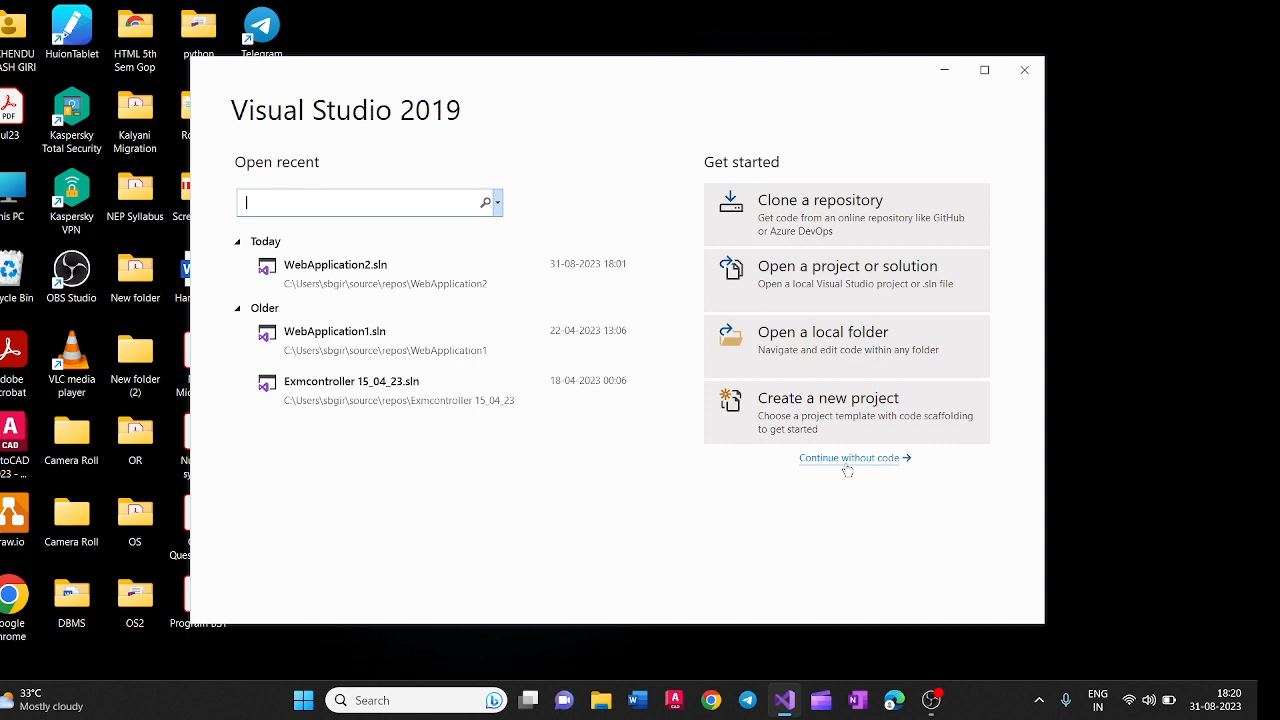 HuionTablet
HTML 5th
Sem Gop
python
Telegram
Kaspersky
Total Security
Kalyani
Migration
Kaspersky
VPN
NEP Syllabus
OBS Studio
New folder
VLC media
player
New folder
(2)
Camera Roll
OR
Camera Roll
OS
DBMS
OS2
ASH GIRI
PDF
ul23
CAD
Visual Studio 2019
Open recent
Today
WebApplication2.sln
31-08-2023 18:01
C:\Users\sbgir\source\repos\WebApplication2
Older
WebApplication1.sln
22-04-2023 13:06
C:\Users\sbgir\source\repos\WebApplication1
Exmcontroller 15_04_23.sln
18-04-2023 00:06
C:\Users\sbgir\source\repos\Exmcontroller 15_04_23
Get started
Clone a repository
Get code from an online repository like GitHub
or Azure DevOps
Open a project or solution
Open a local Visual Studio project or .sln file
Open a local folder
Navigate and edit code within any folder
Create a new project
Choose a project template with code scaffolding
to get started
Continue without code
33°C
Mostly cloudy
Search
ENG
IN
18:20
31-08-2023